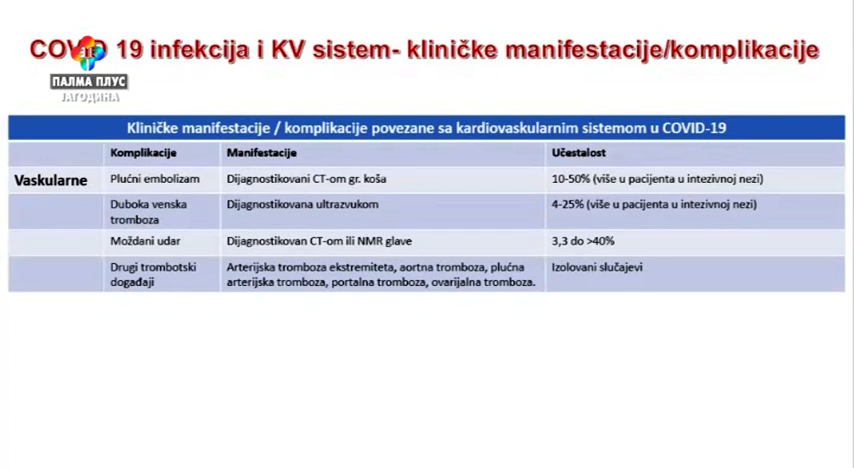 COVID 19 infekcija i KV sistem- kliničke manifestacije/komplikacije
ПАЛМА ПЛУС
ЈАГОДИНА
Kliničke manifestacije / komplikacije povezane sa kardiovaskularnim sistemom u COVID-19
Komplikacije Manifestacije Učestalost
Vaskularne Plućni embolizam Dijagnostikovani CT-om gr. koša 10-50% (više u pacijenta u intezivnoj nezi)
Duboka venska Dijagnostikovana ultrazvukom 4-25% (više u pacijenta u intezivnoj nezi)
tromboza
Moždani udar Dijagnostikovan CT-om ili NMR glave 3,3 do >40%
Drugi trombotski Arterijska tromboza ekstremiteta, aortna tromboza, plućna Izolovani slučajevi
događaji arterijska tromboza, portalna tromboza, ovarijalna tromboza.